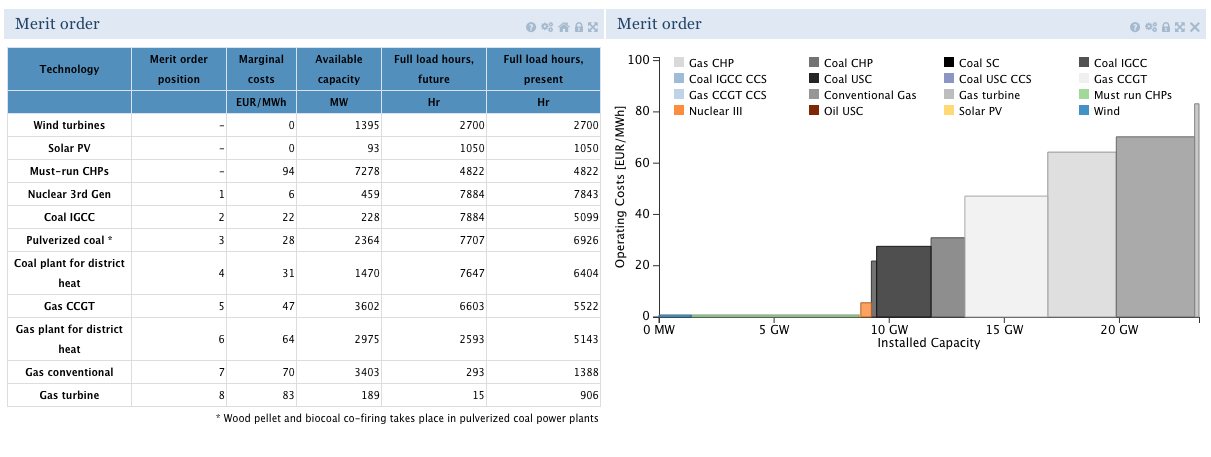 Merit order
Technology
Merit order position
Marginal costs
Available capacity
Full load hours, future
Full load hours, present
EUR/MWh MW Hr Hr
Wind turbines – 0 1395 2700 2700
Solar PV – 0 93 1050 1050
Must-run CHPs – 94 7278 4822 4822
Nuclear 3rd Gen 1 6 459 7884 7843
Coal IGCC 2 22 228 7884 5099
Pulverized coal * 3 28 2364 7707 6926
Coal plant for district heat 4 31 1470 7647 6404
Gas CCGT 5 47 3602 6603 5522
Gas plant for district heat 6 64 2975 2593 5143
Gas conventional 7 70 3403 293 1388
Gas turbine 8 83 189 15 906
* Wood pellet and biocoal co-firing takes place in pulverized coal power plants
Merit order
Gas CHP Coal CHP Coal SC Coal IGCC
Coal IGCC CCS Coal USC Coal USC CCS Gas CCGT
Gas CCGT CCS Conventional Gas Gas turbine Must run CHPs
Nuclear III Oil USC Solar PV Wind
Operating Costs [EUR/MWh]
100
80
60
40
20
0
0 MW 5 GW 10 GW 15 GW 20 GW
Installed Capacity